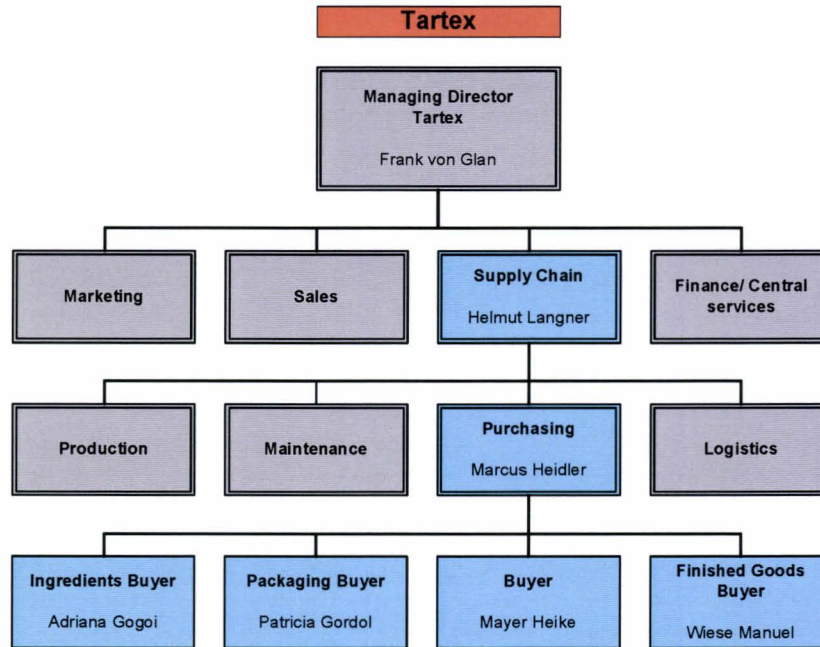 Tartex
Managing Director
Tartex
Frank von Glan
Marketing
Sales
Supply Chain
Helmut Langner
Finance/ Central
services
Production
Maintenance
Purchasing
Marcus Heidler
Logistics
Ingredients Buyer
Adriana Gogoi
Packaging Buyer
Patricia Gordol
Buyer
Mayer Heike
Finished Goods
Buyer
Wiese Manuel